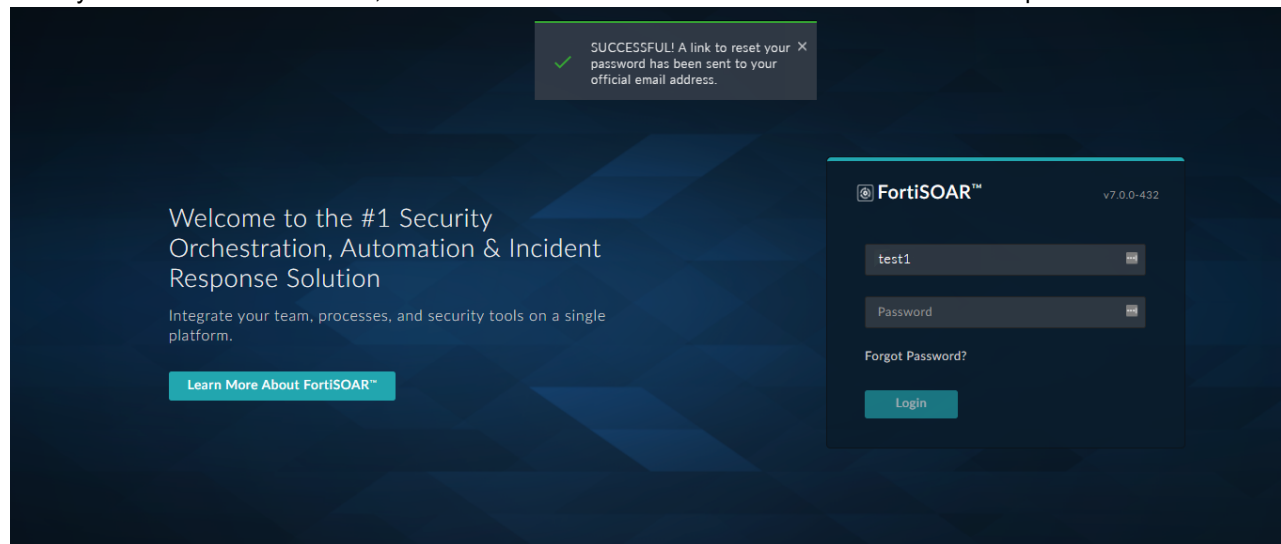 SUCCESSFUL! A link to reset your ×
password has been sent to your
official email address.
FortiSOAR™
v7.0.0-432
Welcome to the #1 Security
Orchestration, Automation & Incident
Response Solution
test1
Integrate your team, processes, and security tools on a single
platform.
Password
Forgot Password?
Learn More About FortiSOAR™
Login